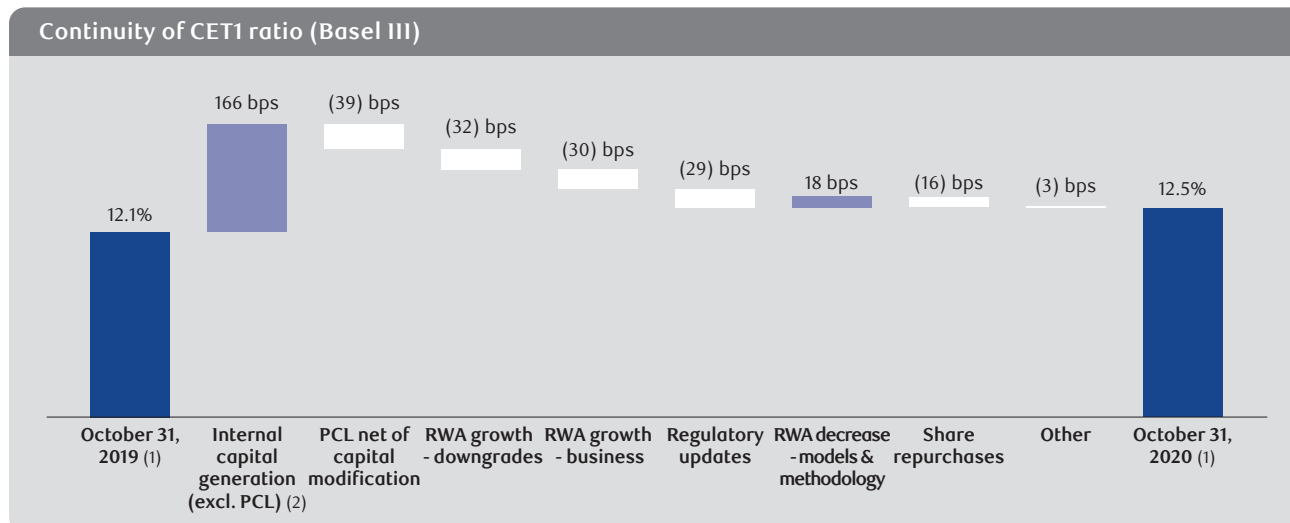 Continuity of CET1 ratio (Basel III)
166 bps
(39) bps
(32) bps
(30) bps
(29) bps
18 bps
(16) bps
(3) bps
12.1%
12.5%
October 31,
2019 (1)
Internal
capital
generation
(excl. PCL) (2)
PCL net of
capital
modification
RWA growth
- downgrades
RWA growth
- business
Regulatory
updates
RWA decrease
- models &
methodology
Share
repurchases
Other
October 31,
2020 (1)